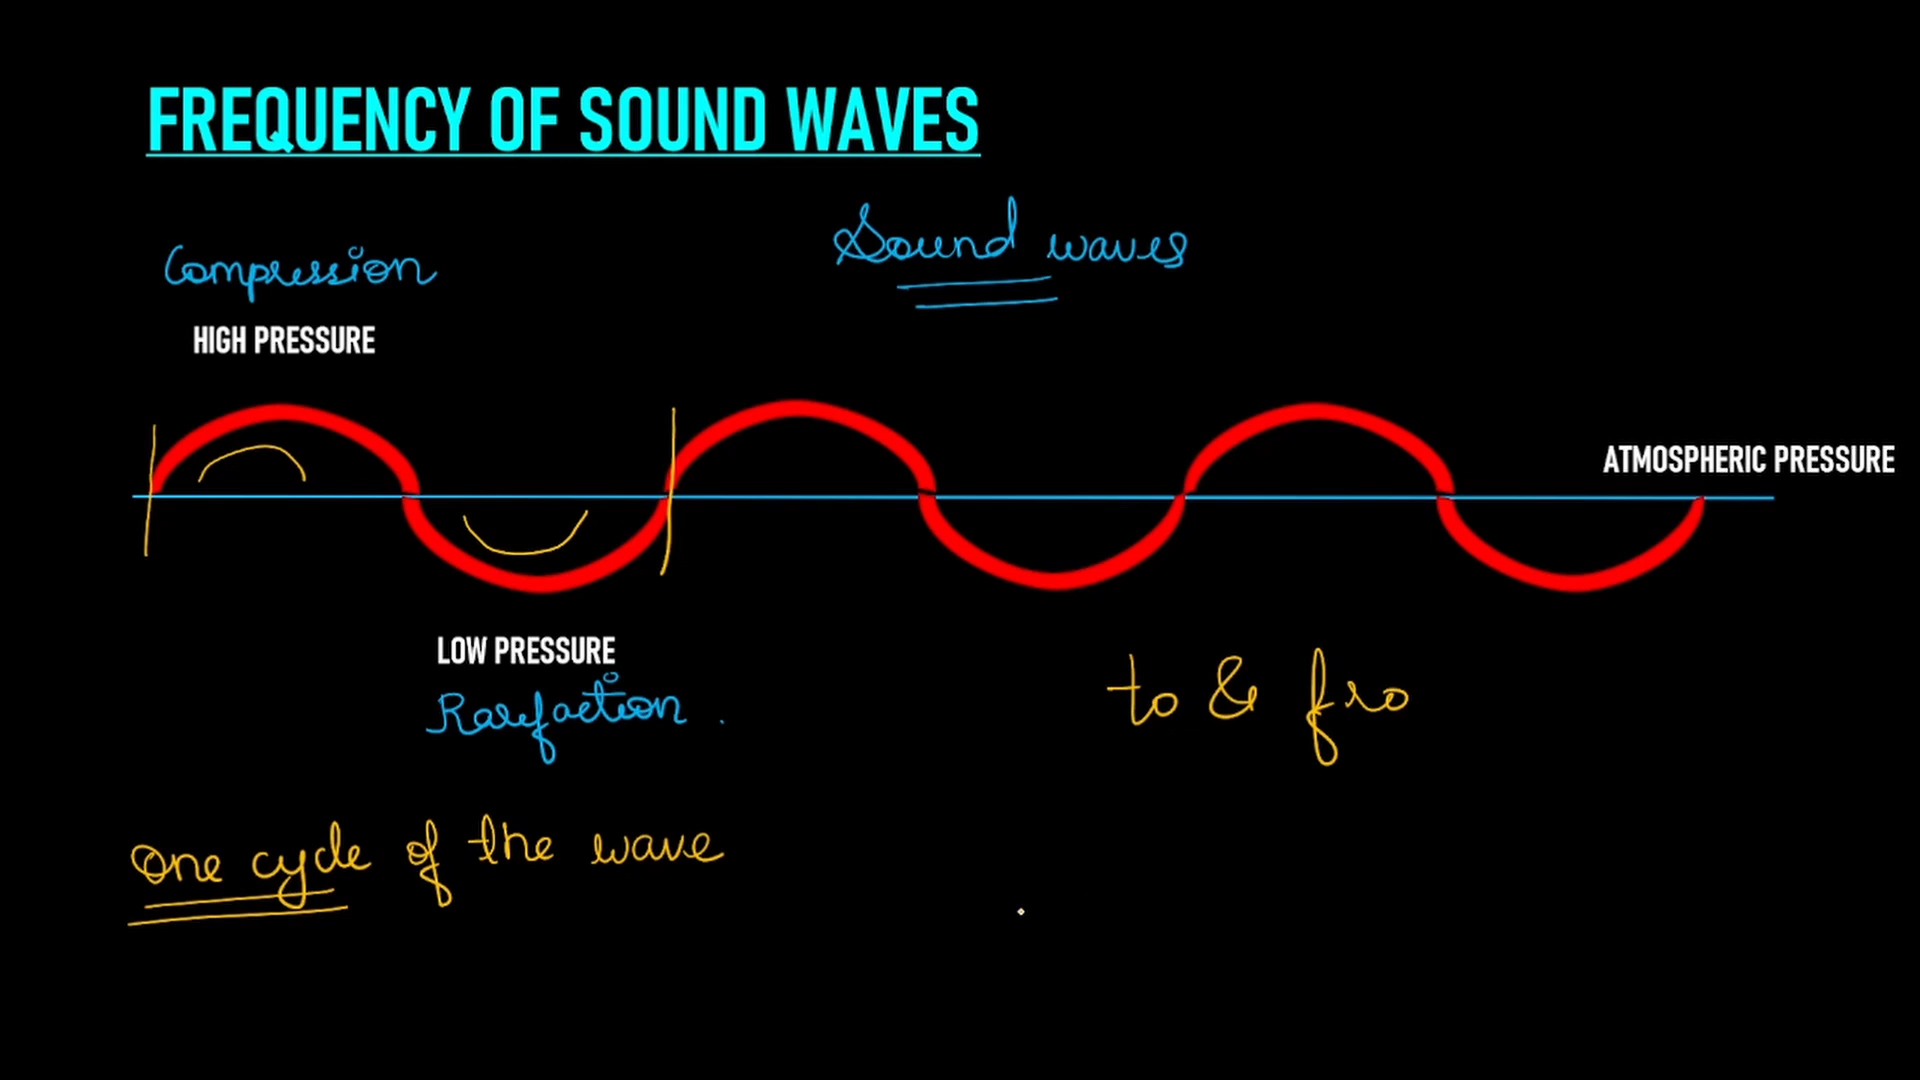 FREQUENCY OF SOUND WAVES
Sound waves
Compression
HIGH PRESSURE
ATMOSPHERIC PRESSURE
LOW PRESSURE
Rarefaction .
to & fro
One cycle of the wave